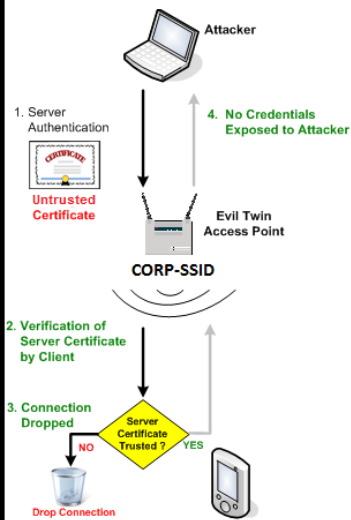 Attacker
1. Server
Authentication
4. No Credentials
Exposed to Attacker
CERTIFICATE
Untrusted
Certificate
Evil Twin
Access Point
CORP-SSID
2. Verification of
Server Certificate
by Client
3. Connection
Dropped
Server
Certificate
Trusted ?
NO
YES
Drop Connection